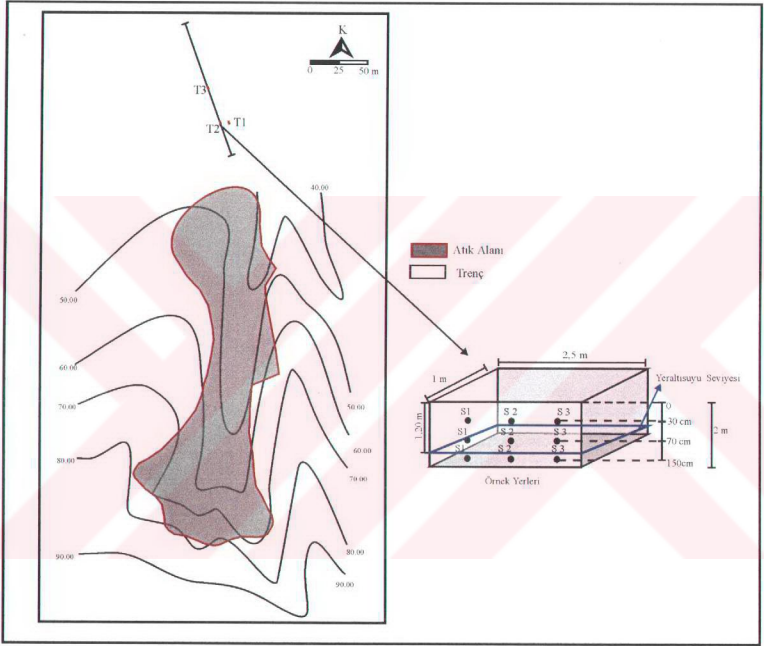 K
0 25 50 m
T3
T2 T1
40.00
50.00
60.00
70.00
80.00
90.00
50.00
60.00
70.00
80.00
90.00
Atık Alanı
Trenç
2,5 m
1 m
Yeraltısuyu Seviyesi
1.20 m
S1 S 2 S 3
S1 S 2 S 3
S1 S 2 S 3
0
30 cm
70 cm
150cm
2 m
Örnek Yerleri